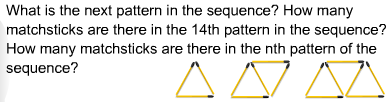 What is the next pattern in the sequence? How many
matchsticks are there in the 14th pattern in the sequence?
How many matchsticks are there in the nth pattern of the
sequence?